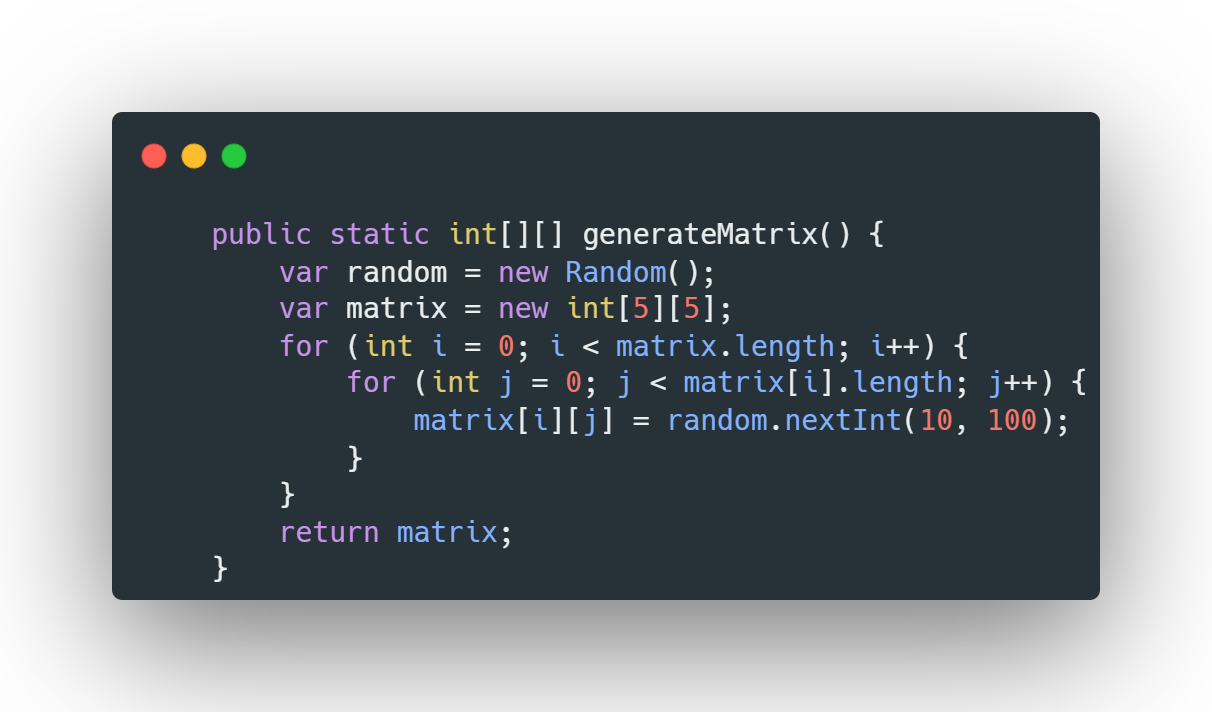 public static int[][] generateMatrix() {
    var random = new Random();
    var matrix = new int[5][5];
    for (int i = 0; i < matrix.length; i++) {
        for (int j = 0; j < matrix[i].length; j++) {
            matrix[i][j] = random.nextInt(10, 100);
        }
    }
    return matrix;
}